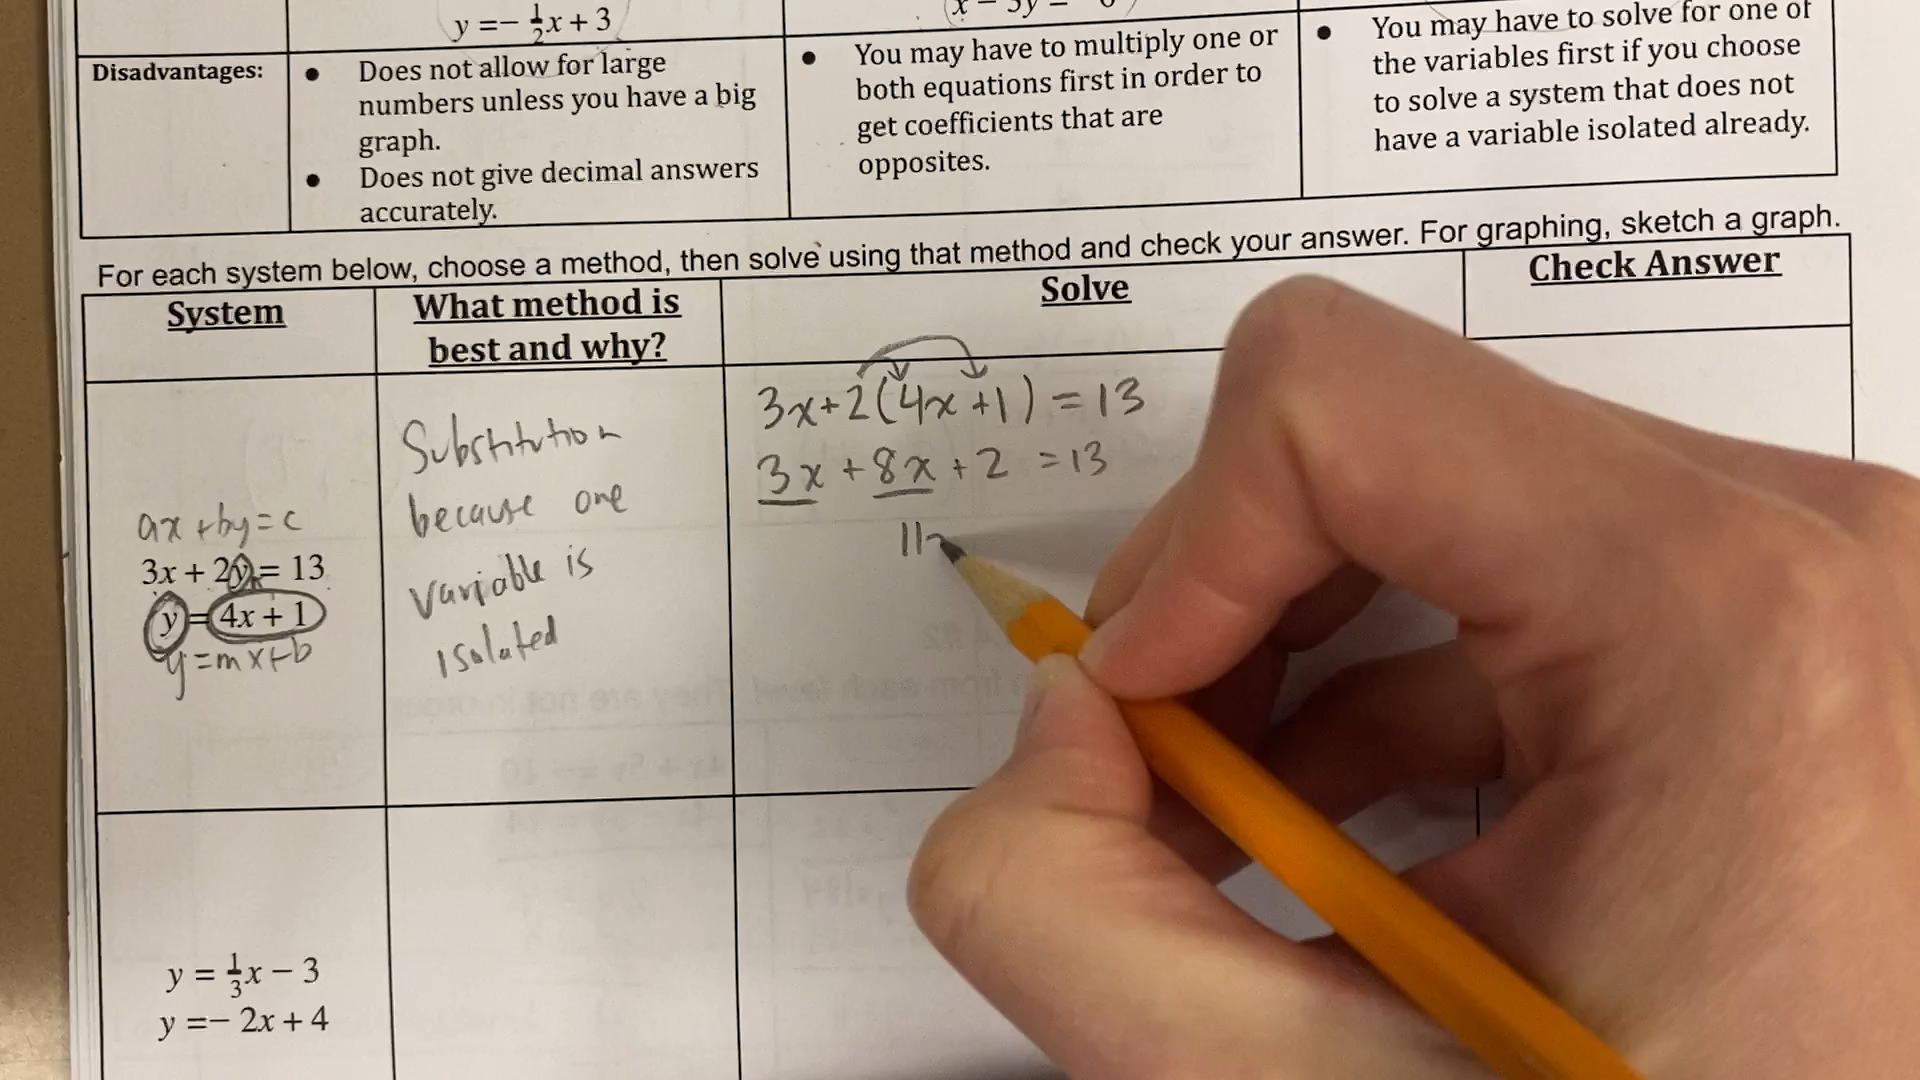 y = - 1/2 x + 3
x - 3y = - 6
Disadvantages:
• Does not allow for large
numbers unless you have a big
graph.
• Does not give decimal answers
accurately.
• You may have to multiply one or
both equations first in order to
get coefficients that are
opposites.
• You may have to solve for one of
the variables first if you choose
to solve a system that does not
have a variable isolated already.
For each system below, choose a method, then solve using that method and check your answer. For graphing, sketch a graph.
System
What method is
best and why?
Solve
Check Answer
ax + by = c
3x + 2y = 13
y = 4x + 1
y = mx + b
Substitution
because one
variable is
isolated
3x + 2(4x + 1) = 13
3x + 8x + 2 = 13
11
y = 1/3 x - 3
y = - 2x + 4